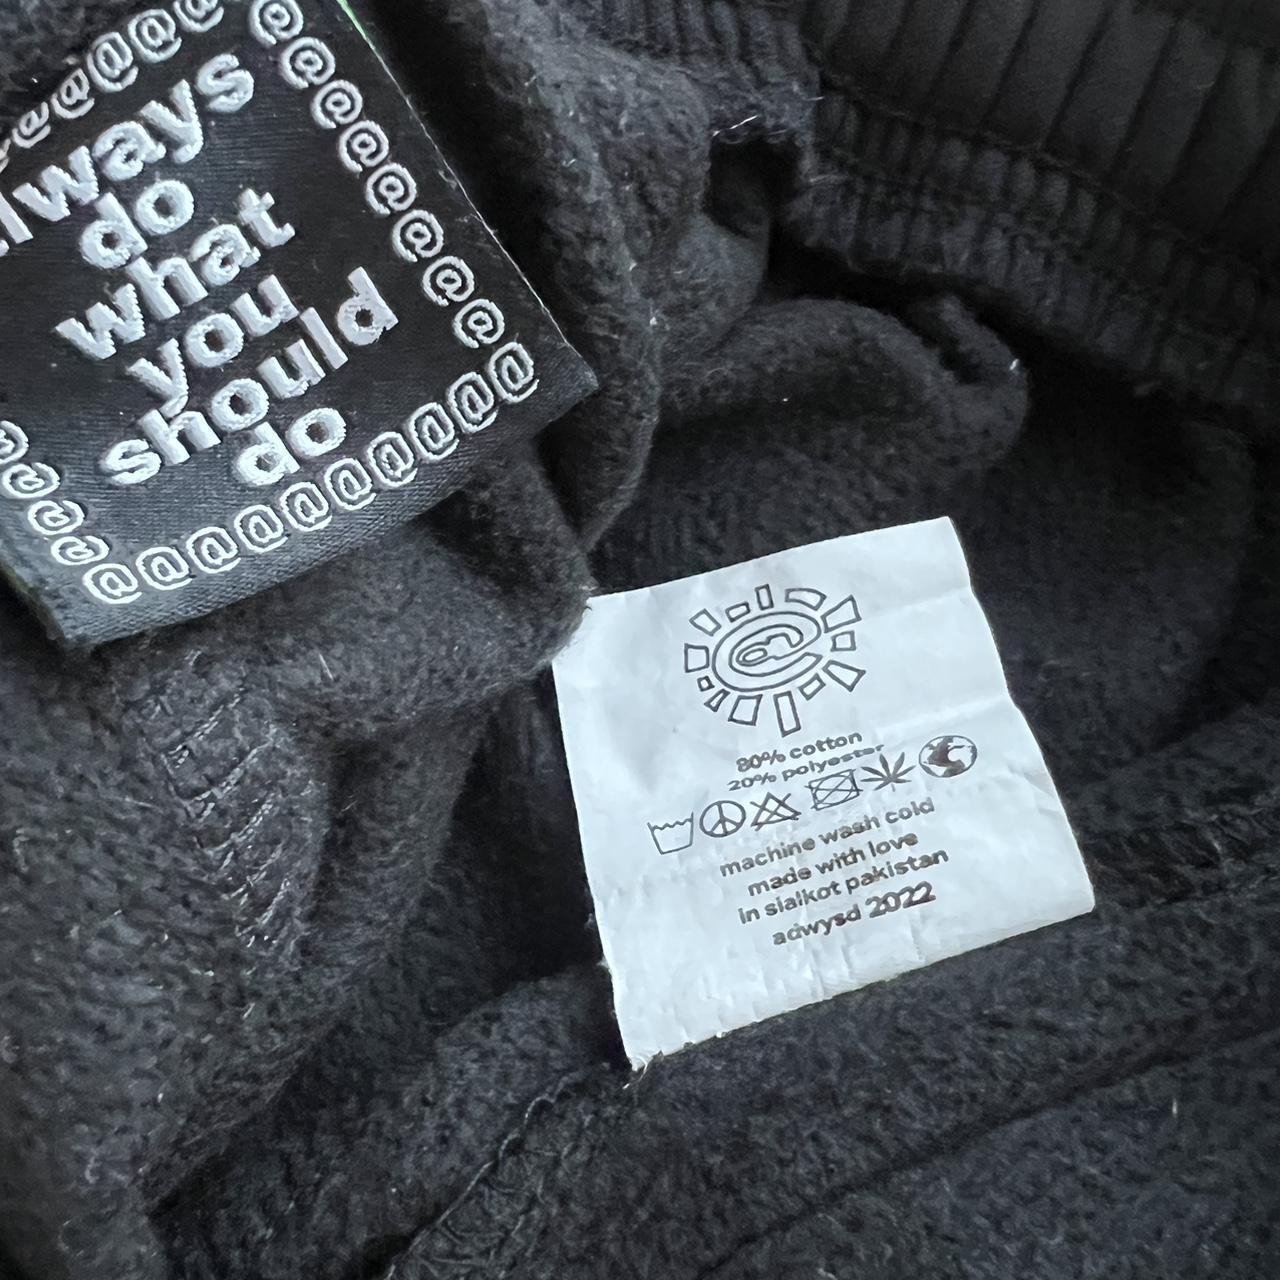 @@@@@@@@@@@@@@@@@
lways
do
what
you
should
do
@@@@@@@@@@@@@@
80% cotton
20% polyester
machine wash cold
made with love
in sialkot pakistan
adwysd 2022